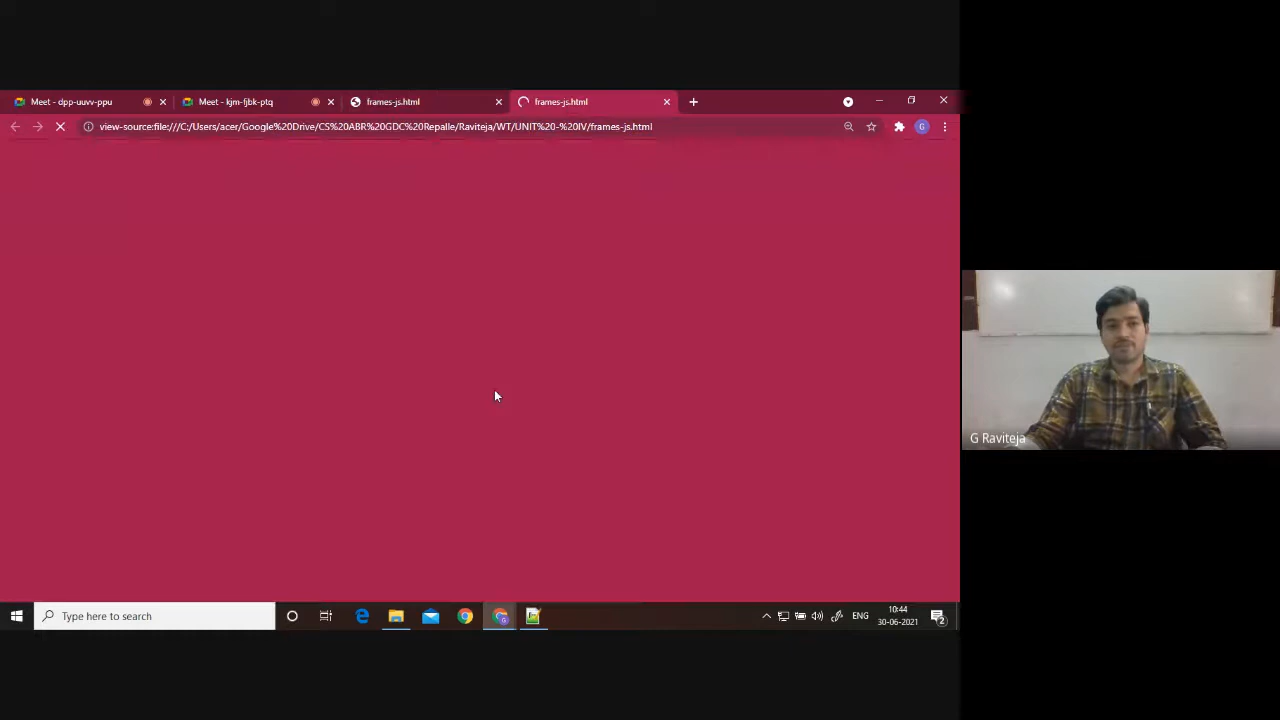 Meet - dpp-uuvv-ppu
Meet - kjm-fjbk-ptq
frames-js.html
frames-js.html
view-source:file:///C:/Users/acer/Google%20Drive/CS%20ABR%20GDC%20Repalle/Raviteja/WT/UNIT%20-%20IV/frames-js.html
G
G Raviteja
Type here to search
ENG
10:44
30-06-2021
2